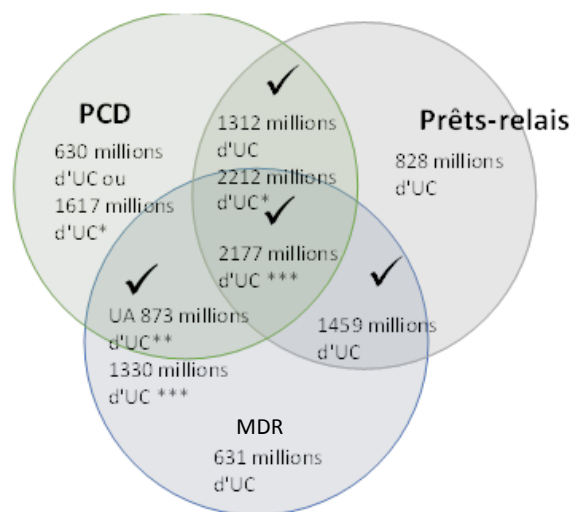 PCD
630 millions
d'UC ou
1617 millions
d'UC*
1312 millions
d'UC
2212 millions
d'UC*
Prêts-relais
828 millions
d'UC
2177 millions
d'UC ***
UA 873 millions
d'UC**
1330 millions
d'UC ***
1459 millions
d'UC
MDR
631 millions
d'UC